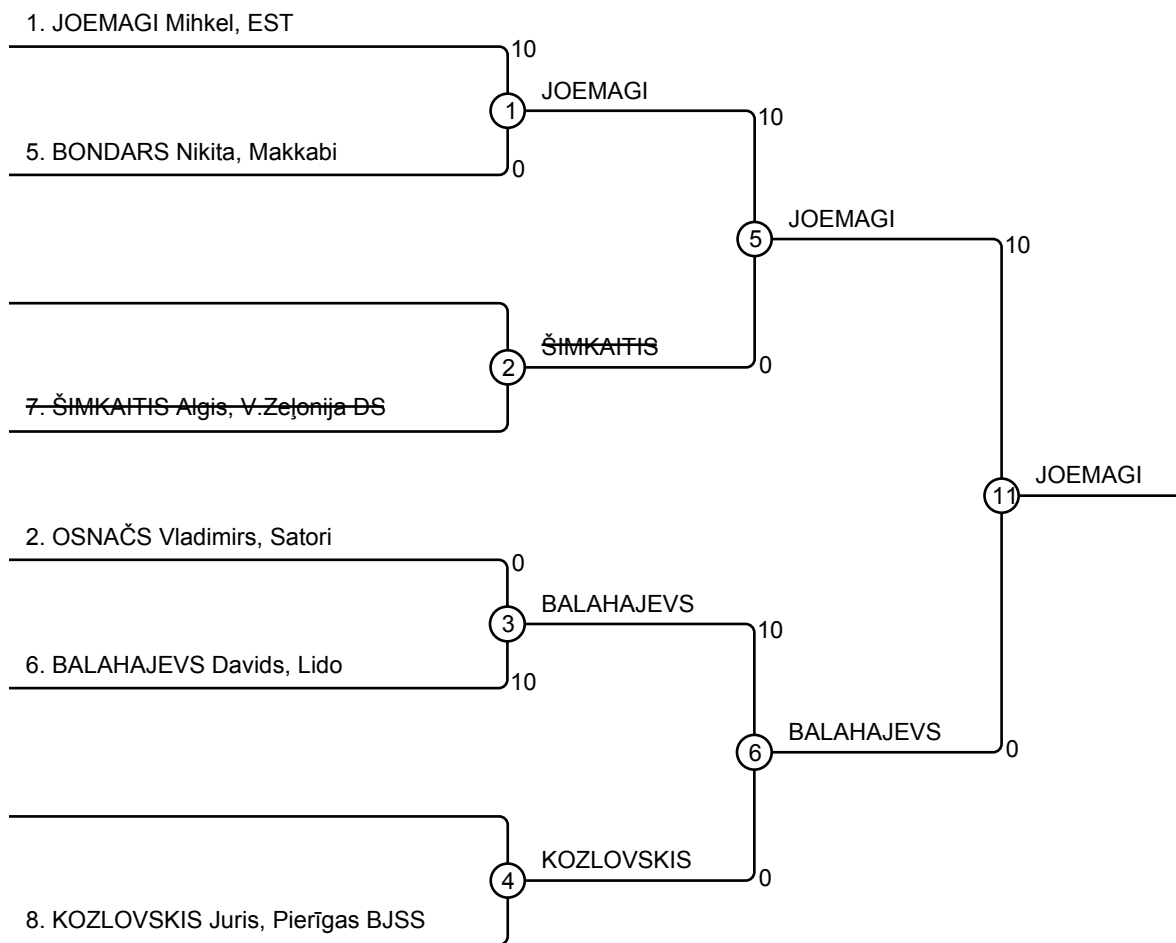 1. JOEMAGI Mihkel, EST
10
JOEMAGI
1
10
5. BONDARS Nikita, Makkabi
0
JOEMAGI
5
10
ŠIMKAITIS
2
0
7. ŠIMKAITIS Algis, V.Zeļonija DS
JOEMAGI
11
2. OSNAČS Vladimirs, Satori
0
BALAHAJEVS
3
10
6. BALAHAJEVS Davids, Lido
10
BALAHAJEVS
6
0
KOZLOVSKIS
4
0
8. KOZLOVSKIS Juris, Pierīgas BJSS